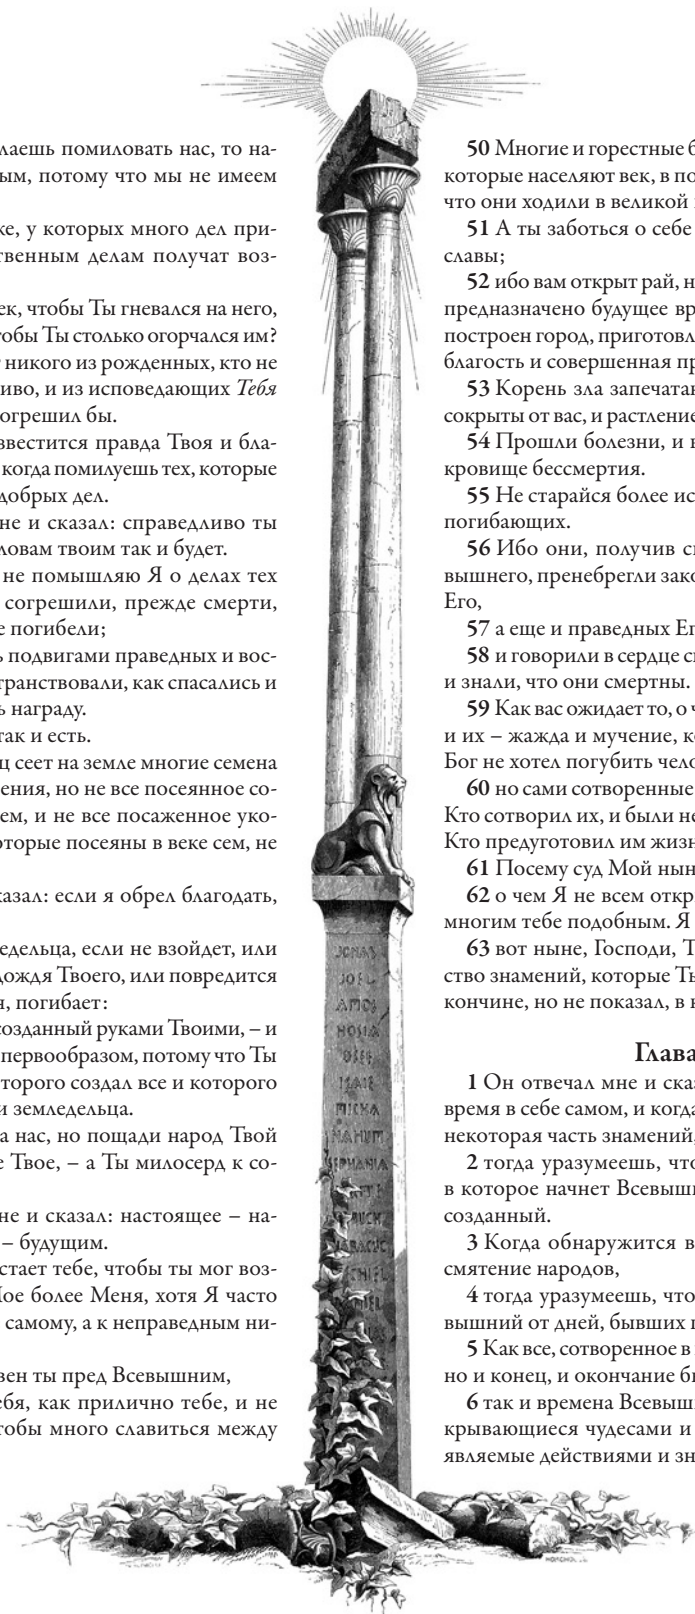 лаешь помиловать нас, то на-
ым, потому что мы не имеем
ке, у которых много дел при-
твенным делам получат воз-
ек, чтобы Ты гневался на него,
тобы Ты столько огорчался им?
т никого из рожденных, кто не
иво, и из исповедающих Тебя
огрешил бы.
звестится правда Твоя и бла-
когда помилуешь тех, которые
добрых дел.
не и сказал: справедливо ты
ловам твоим так и будет.
не помышляю Я о делах тех
согрешили, прежде смерти,
е погибели;
ь подвигами праведных и вос-
транствовали, как спасались и
ь награду.
так и есть.
ц сеет на земле многие семена
ения, но не все посеянное со-
ем, и не все посаженное уко-
оторые посеяны в веке сем, не
казал: если я обрел благодать,
едельца, если не взойдет, или
дождя Твоего, или повредится
я, погибает:
созданный руками Твоими, – и
первообразом, потому что Ты
оторого создал все и которого
и земледельца.
а нас, но пощади народ Твой
е Твое, – а Ты милосерд к со-
не и сказал: настоящее – на-
– будущим.
стает тебе, чтобы ты мог воз-
Мое более Меня, хотя Я часто
самому, а к неправедным ни-
вен ты пред Всевышним,
ебя, как прилично тебе, и не
тобы много славиться между
JONAS
JOEL
AMOS
HOSIA
OSEE
ISAIE
MICHA
NAHUM
SEPHANIA
50 Многие и горестные б
которые населяют век, в по
что они ходили в великой
51 А ты заботься о себе
славы;
52 ибо вам открыт рай, н
предназначено будущее вр
построен город, приготовл
благость и совершенная пр
53 Корень зла запечатан
сокрыты от вас, и растление
54 Прошли болезни, и в
кровище бессмертия.
55 Не старайся более ис
погибающих.
56 Ибо они, получив св
вышнего, пренебрегли зако
Его,
57 а еще и праведных Ег
58 и говорили в сердце св
и знали, что они смертны.
59 Как вас ожидает то, о ч
и их – жажда и мучение, ко
Бог не хотел погубить чело
60 но сами сотворенные
Кто сотворил их, и были не
Кто предуготовил им жизн
61 Посему суд Мой нын
62 о чем Я не всем откры
многим тебе подобным. Я
63 вот ныне, Господи, Т
ство знамений, которые Ты
кончине, но не показал, в к
Глава
1 Он отвечал мне и сказ
время в себе самом, и когда
некоторая часть знамений,
2 тогда уразумеешь, что
в которое начнет Всевышн
созданный.
3 Когда обнаружится в
смятение народов,
4 тогда уразумеешь, что
вышний от дней, бывших п
5 Как все, сотворенное в
но и конец, и окончание бы
6 так и времена Всевыш
крывающиеся чудесами и
являемые действиями и зн